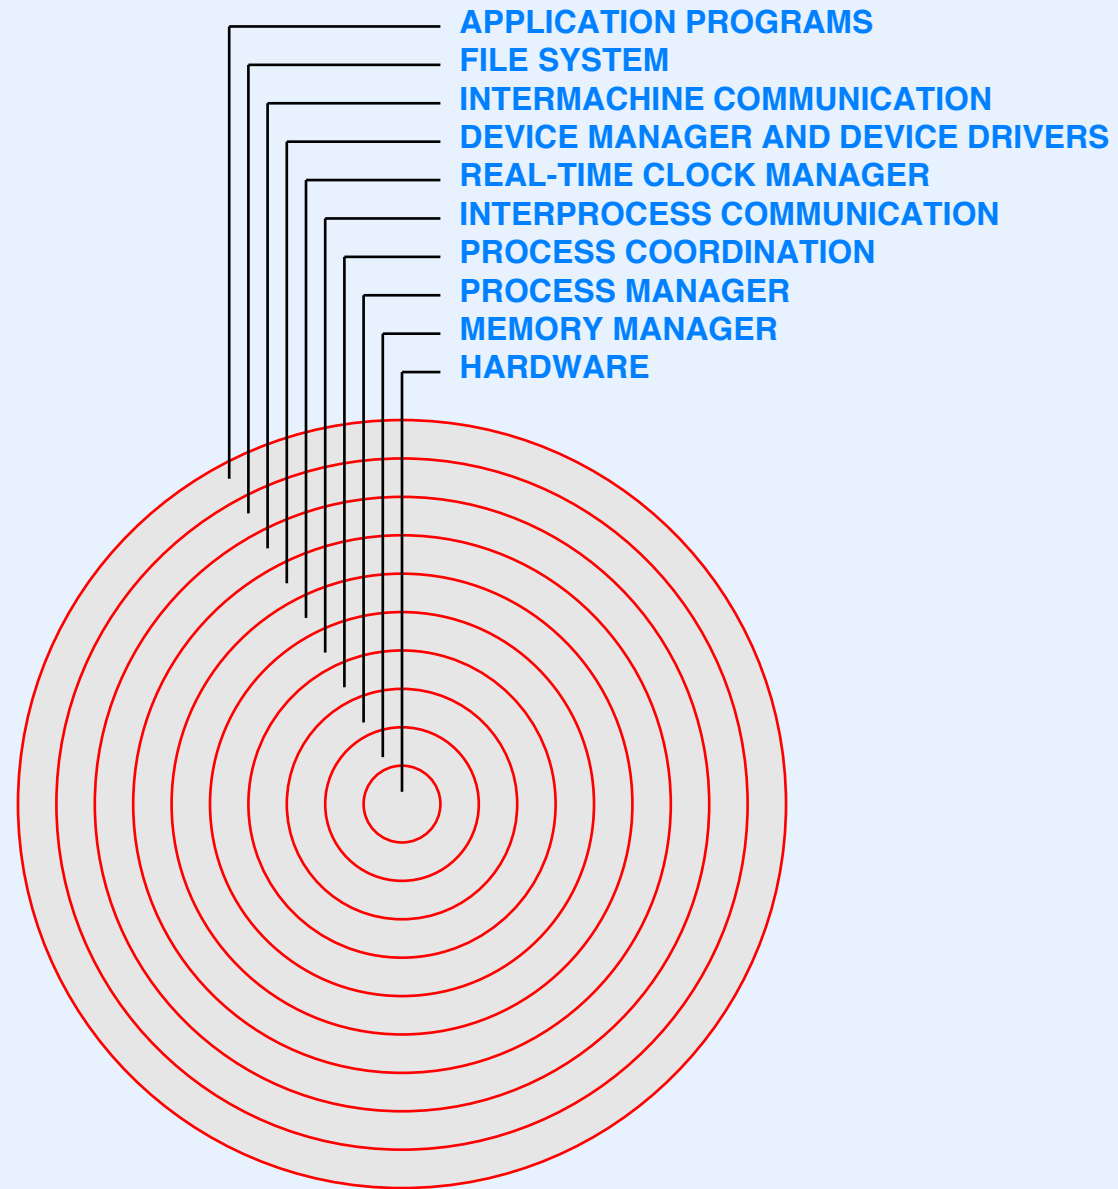 APPLICATION PROGRAMS
FILE SYSTEM
INTERMACHINE COMMUNICATION
DEVICE MANAGER AND DEVICE DRIVERS
REAL-TIME CLOCK MANAGER
INTERPROCESS COMMUNICATION
PROCESS COORDINATION
PROCESS MANAGER
MEMORY MANAGER
HARDWARE